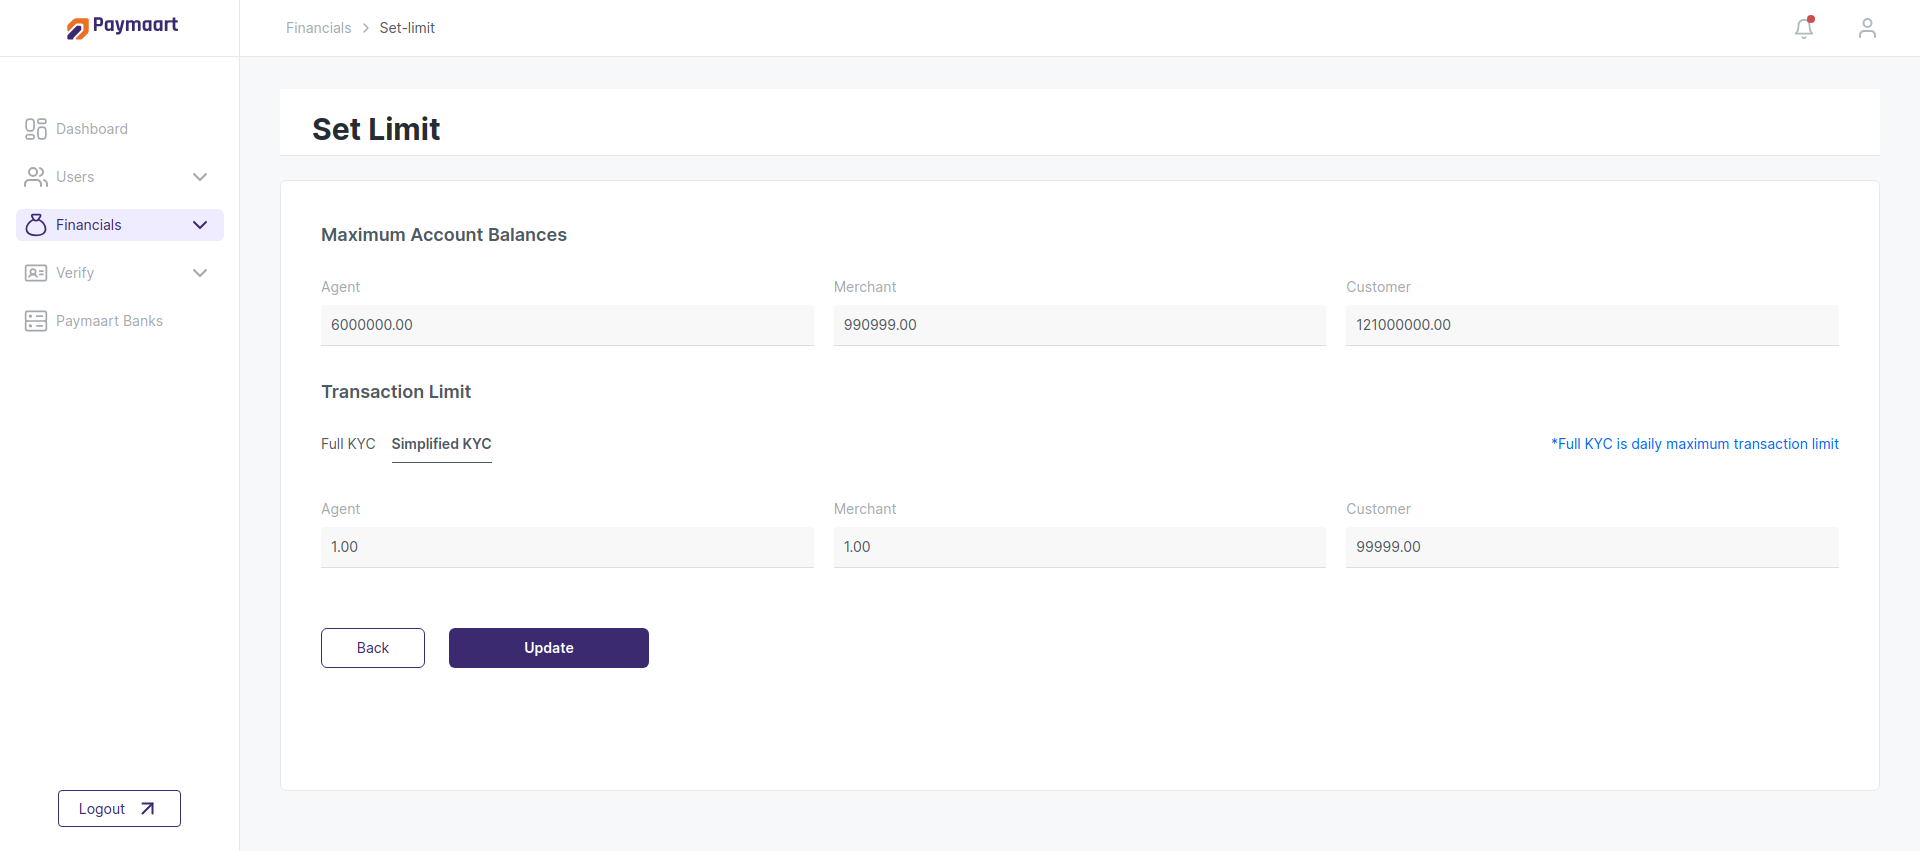 Paymaart
Financials > Set-limit
Dashboard
Users
Financials
Verify
Paymaart Banks
Logout
Set Limit
Maximum Account Balances
Agent Merchant Customer
6000000.00 990999.00 121000000.00
Transaction Limit
Full KYC Simplified KYC *Full KYC is daily maximum transaction limit
Agent Merchant Customer
1.00 1.00 99999.00
Back Update